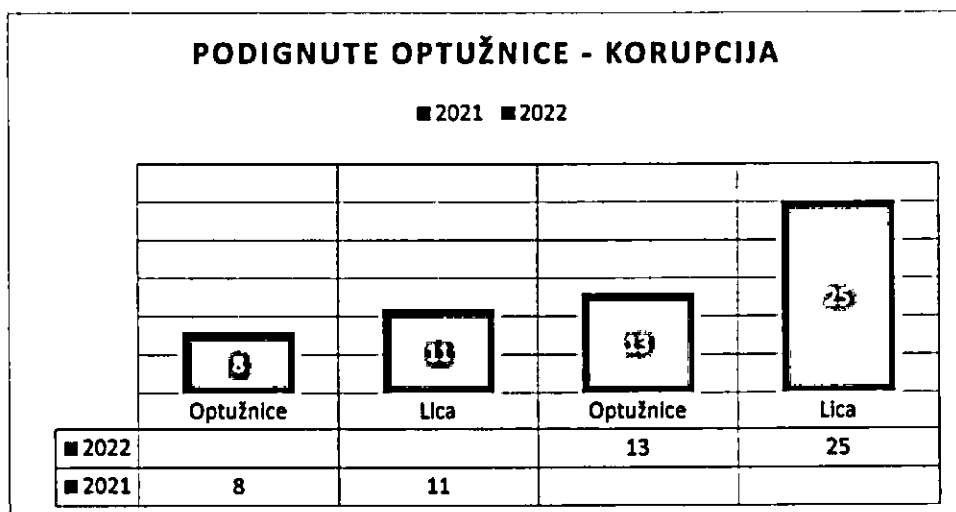 PODIGNUTE OPTUŽNICE - KORUPCIJA
■ 2021 ■ 2022
8 11 13 25
Optužnice Lica Optužnice Lica
■ 2022 13 25
■ 2021 8 11